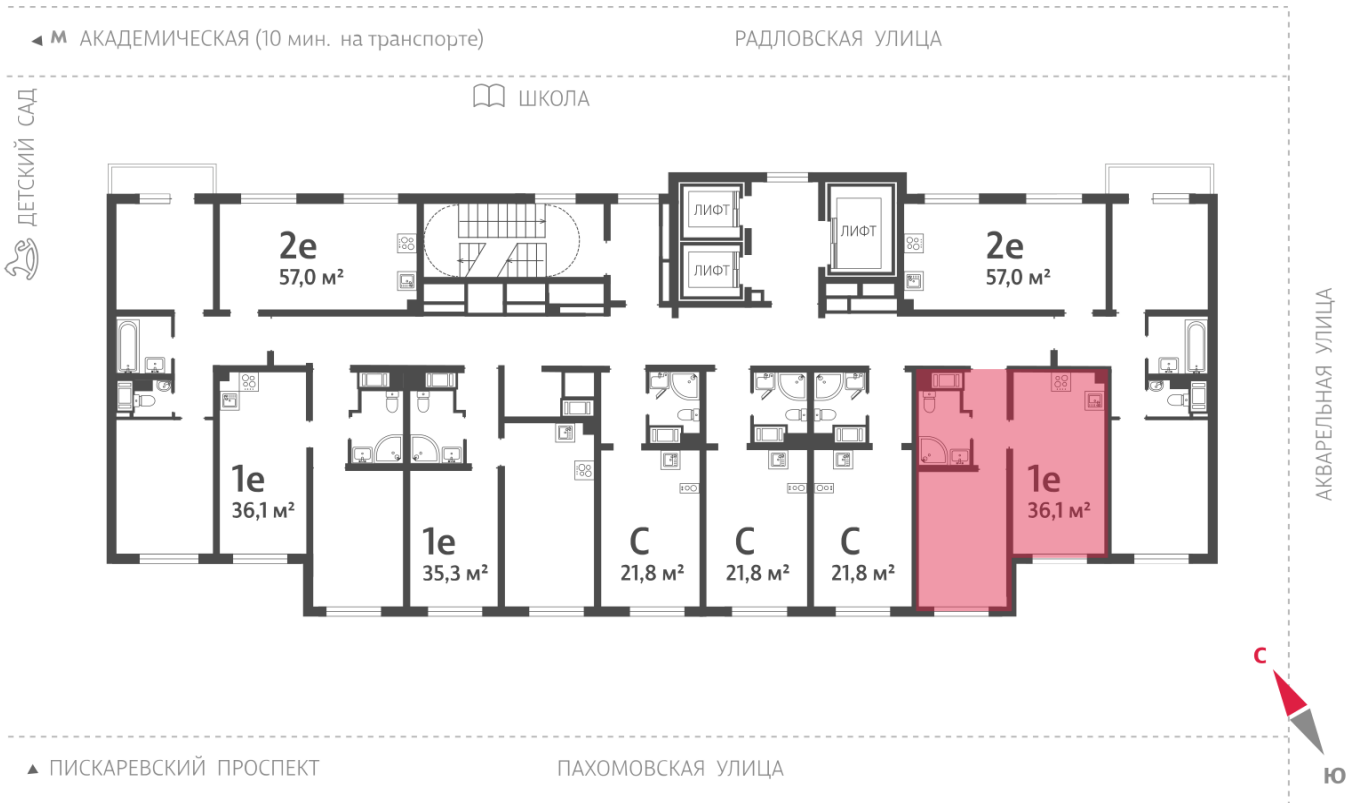 М АКАДЕМИЧЕСКАЯ (10 мин. на транспорте)
РАДЛОВСКАЯ УЛИЦА
ШКОЛА
ДЕТСКИЙ САД
2е
57,0 м²
ЛИФТ
ЛИФТ
ЛИФТ
2е
57,0 м²
АКВАРЕЛЬНАЯ УЛИЦА
1е
36,1 м²
1е
35,3 м²
С
21,8 м²
С
21,8 м²
С
21,8 м²
1е
36,1 м²
С
Ю
ПИСКАРЕВСКИЙ ПРОСПЕКТ
ПАХОМОВСКАЯ УЛИЦА